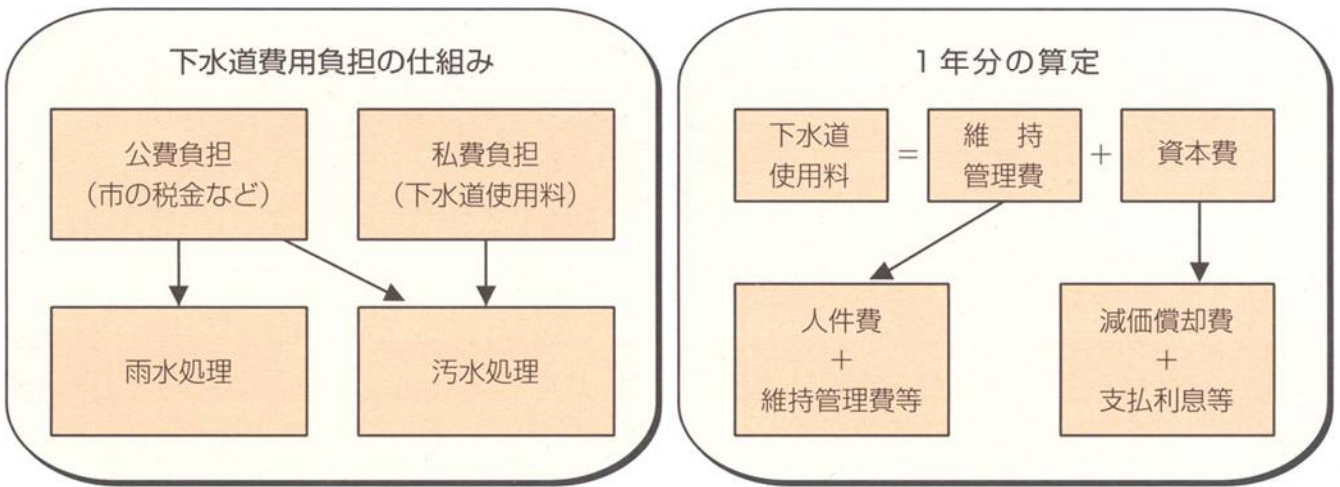 下水道費用負担の仕組み
公費負担
（市の税金など）
私費負担
（下水道使用料）
雨水処理
汚水処理
1年分の算定
下水道
使用料
＝
維　持
管理費
＋
資本費
人件費
＋
維持管理費等
減価償却費
＋
支払利息等